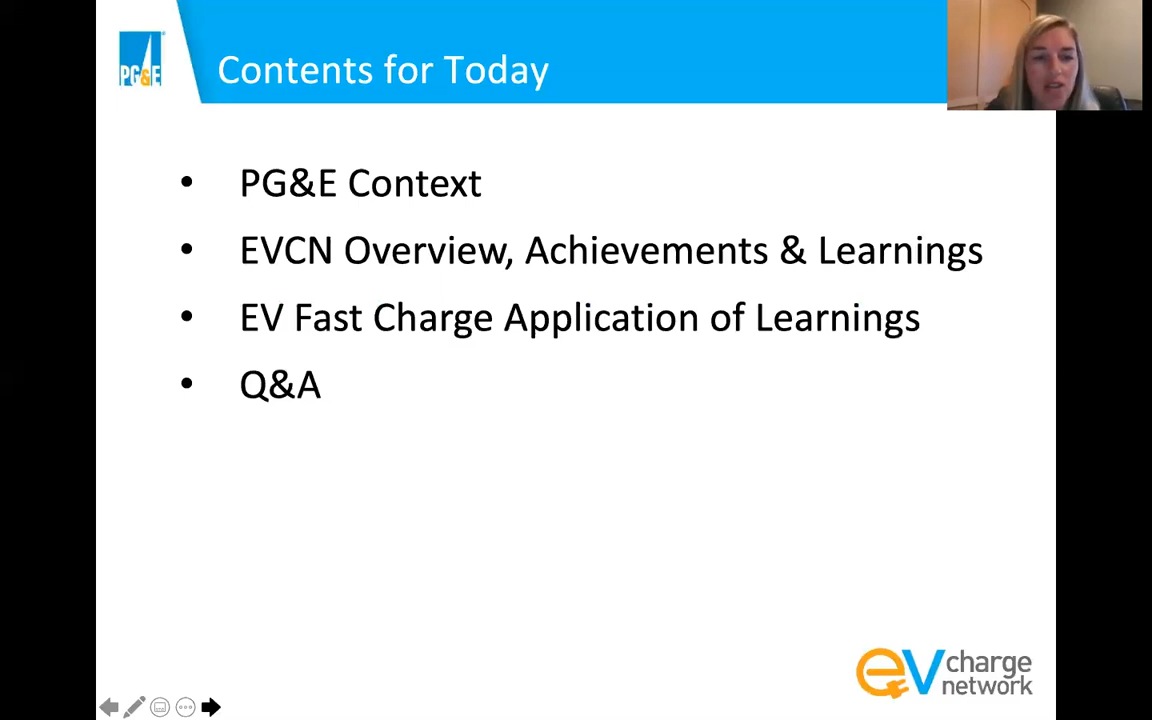 PG&E
Contents for Today
• PG&E Context
• EVCN Overview, Achievements & Learnings
• EV Fast Charge Application of Learnings
• Q&A
eV charge
network